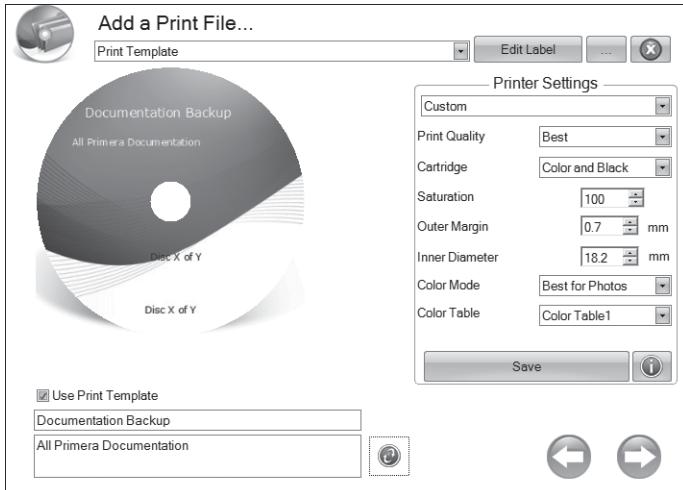 Add a Print File...
Print Template
Edit Label
...
Documentation Backup
All Primera Documentation
Disc X of Y
Disc X of Y
Printer Settings
Custom
Print Quality Best
Cartridge Color and Black
Saturation 100
Outer Margin 0.7 mm
Inner Diameter 18.2 mm
Color Mode Best for Photos
Color Table Color Table1
Save
Use Print Template
Documentation Backup
All Primera Documentation